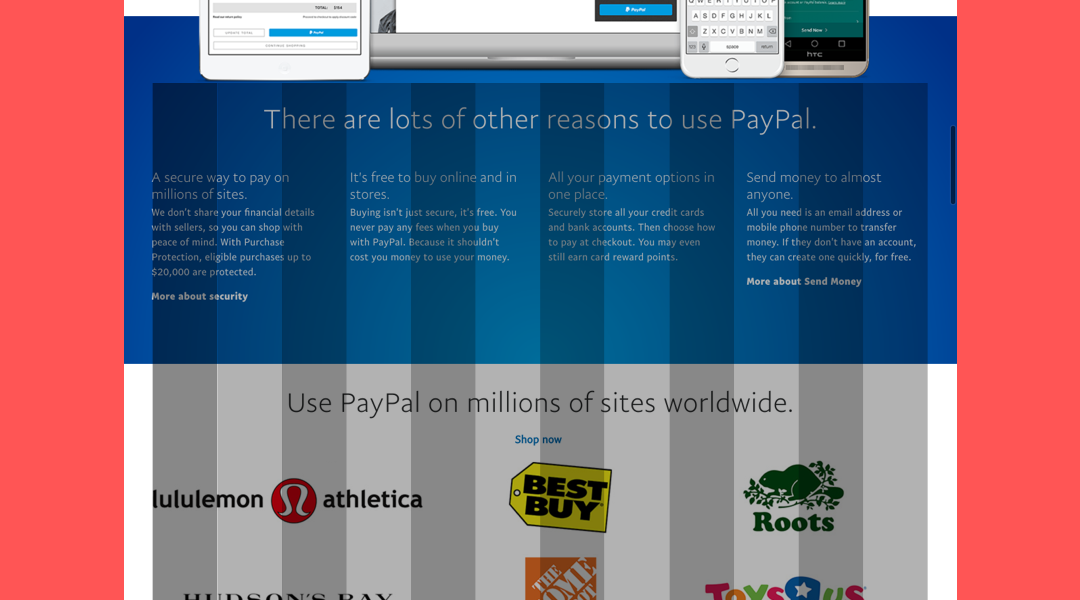 TOTAL: $154
PayPal
UPDATE TOTAL
PayPal
CONTINUE SHOPPING
A S D F G H J K L
Z X C V B N M
123
space
return
Send Now >
hTC
There are lots of other reasons to use PayPal.
A secure way to pay on
millions of sites.
We don't share your financial details
with sellers, so you can shop with
peace of mind. With Purchase
Protection, eligible purchases up to
$20,000 are protected.
More about security
It's free to buy online and in
stores.
Buying isn't just secure, it's free. You
never pay any fees when you buy
with PayPal. Because it shouldn't
cost you money to use your money.
All your payment options in
one place.
Securely store all your credit cards
and bank accounts. Then choose how
to pay at checkout. You may even
still earn card reward points.
Send money to almost
anyone.
All you need is an email address or
mobile phone number to transfer
money. If they don't have an account,
they can create one quickly, for free.
More about Send Money
Use PayPal on millions of sites worldwide.
Shop now
lululemon athletica
BEST
BUY
Roots
HUDSON'S BAY
THE
HOME
DEPOT
TOYS R US